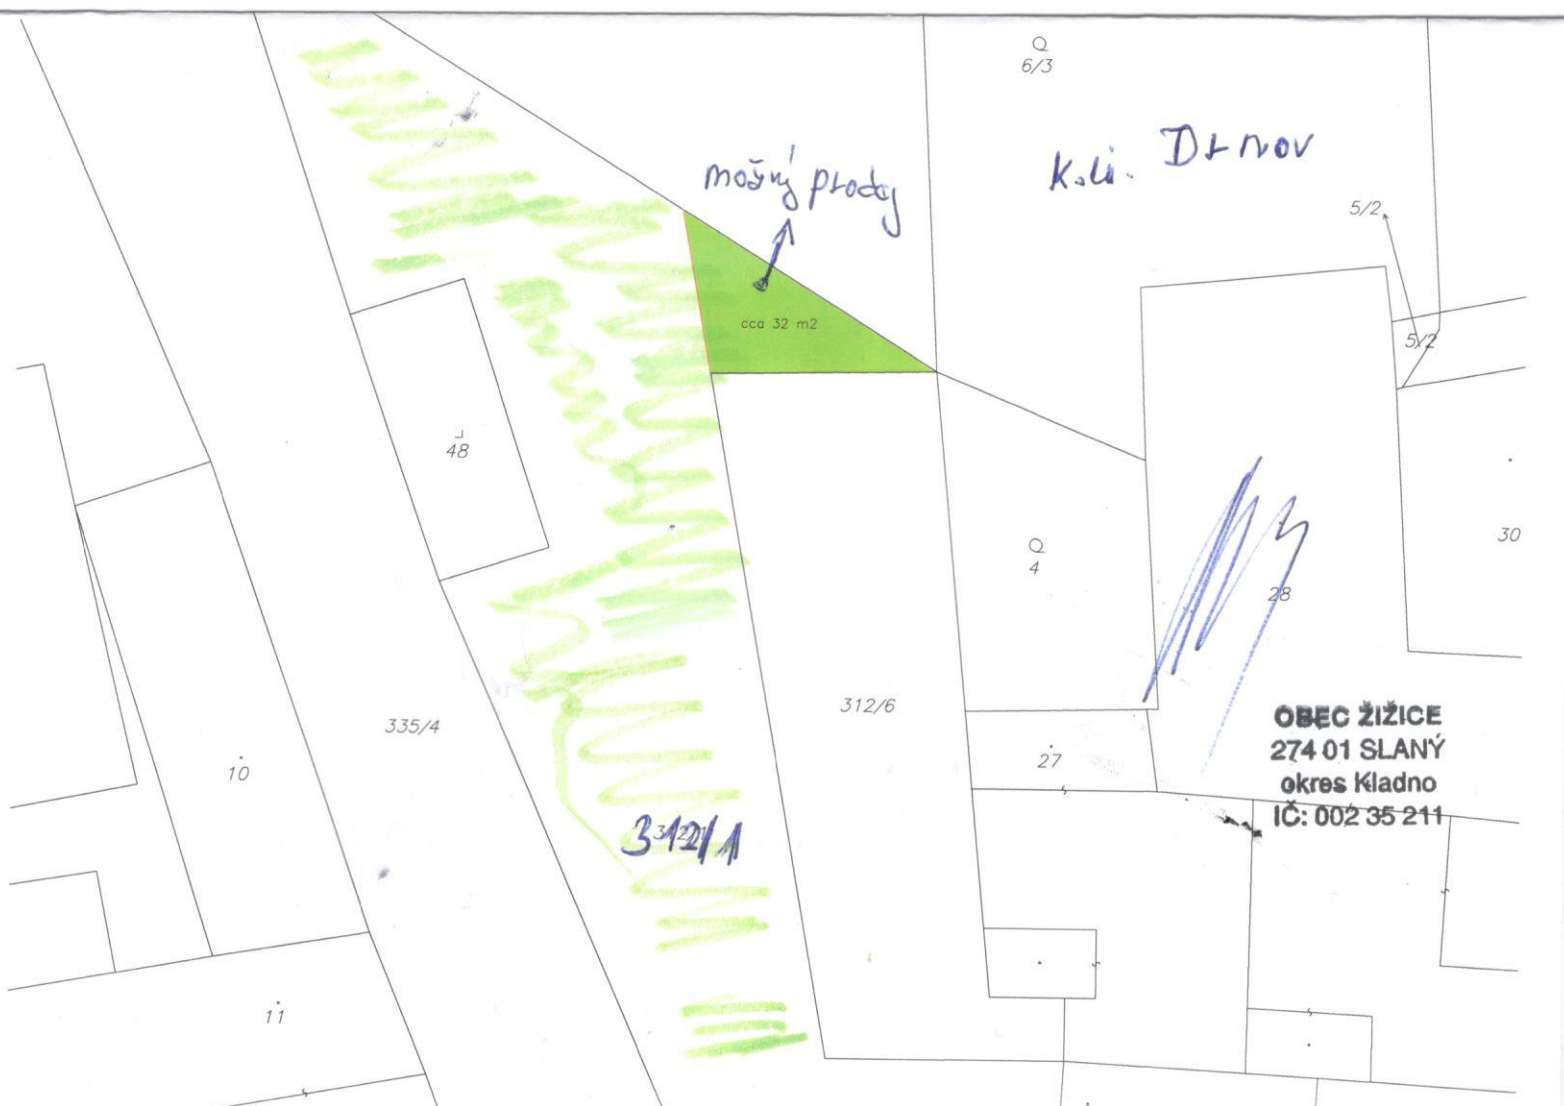 6/3
možný prodej
k.ú. Drnov
5/2
cca 32 m2
5/2
48
30
4
28
312/6
OBEC ŽIŽICE
274 01 SLANÝ
okres Kladno
IČ: 002 35 211
335/4
27
10
312/1
11